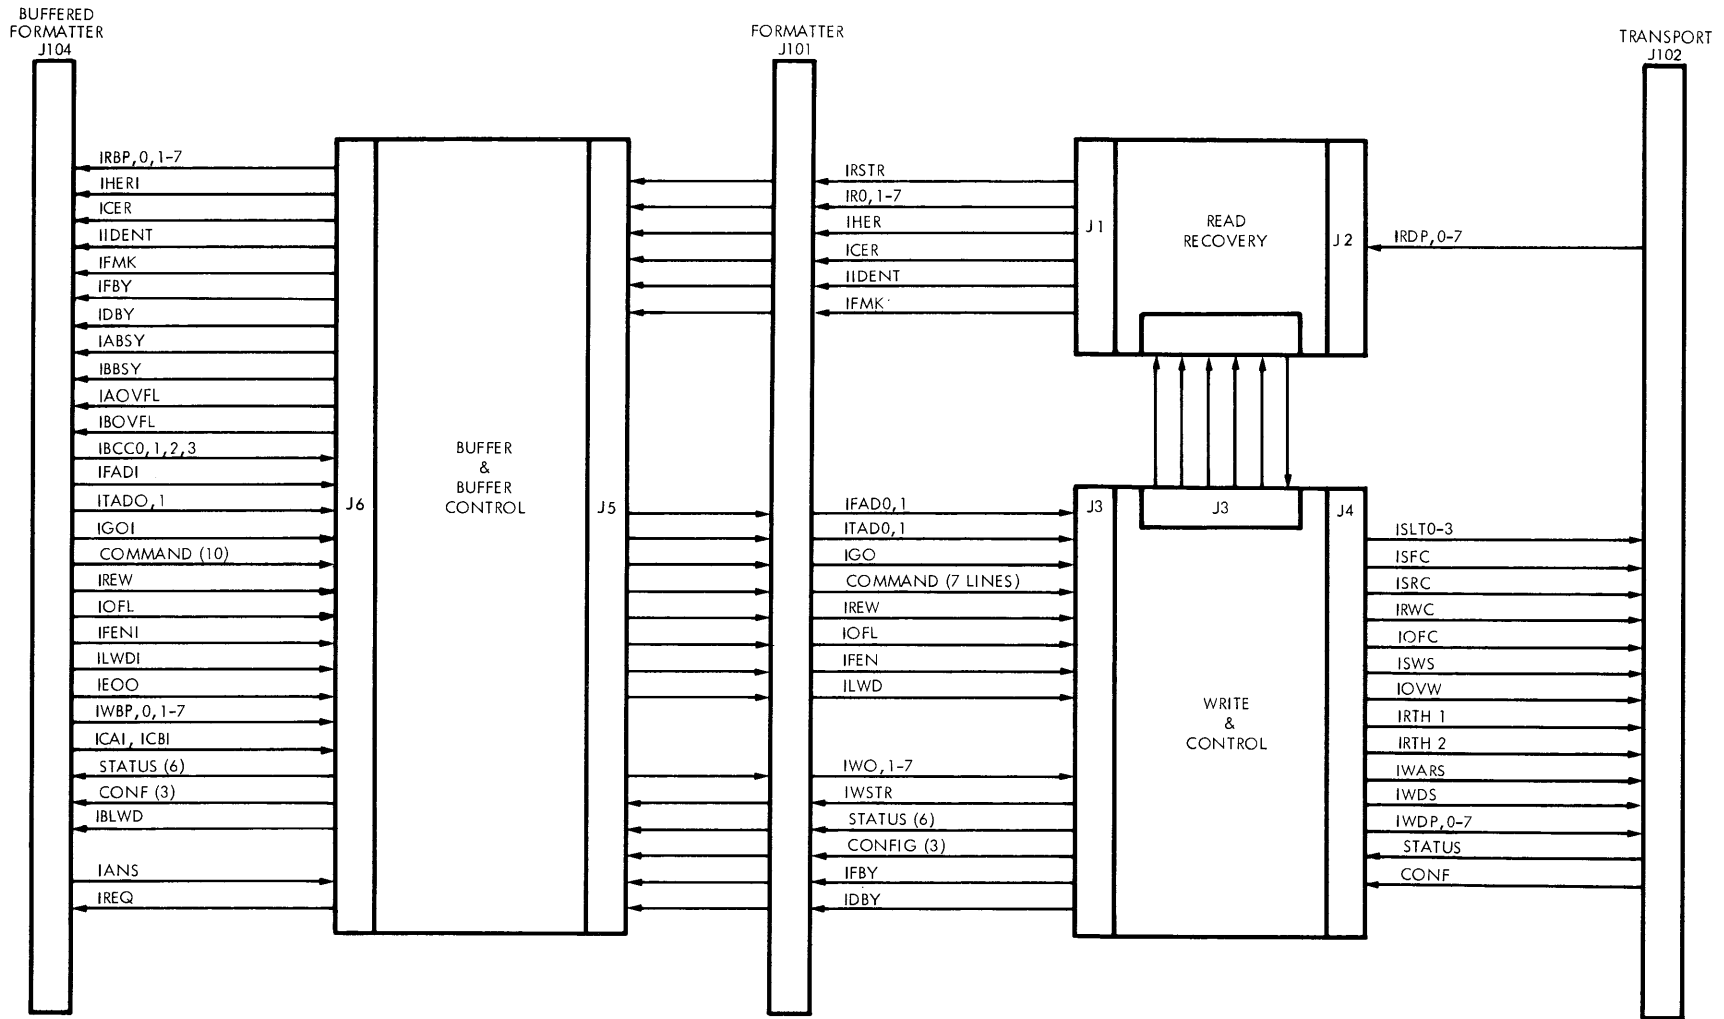 BUFFERED
FORMATTER
J104
FORMATTER
J101
TRANSPORT
J102
IRBP,0,1-7
IHERI
ICER
IIDENT
IFMK
IFBY
IDBY
IABSY
IBBSY
IAOVFL
IBOVFL
IBCC0,1,2,3
IFADI
ITADO,1
IGOI
COMMAND (10)
IREW
IOFL
IFENI
ILWDI
IEOO
IWBP,0,1-7
ICAI, ICBI
STATUS (6)
CONF (3)
IBLWD
IANS
IREQ
J6
BUFFER
&
BUFFER
CONTROL
J5
IRSTR
IR0,1-7
IHER
ICER
IIDENT
IFMK
IFAD0,1
ITAD0,1
IGO
COMMAND (7 LINES)
IREW
IOFL
IFEN
ILWD
IWO,1-7
IWSTR
STATUS (6)
CONFIG (3)
IFBY
IDBY
J1
READ
RECOVERY
J2
J3
J3
J4
WRITE
&
CONTROL
IRDP,0-7
ISLT0-3
ISFC
ISRC
IRWC
IOFC
ISWS
IOVW
IRTH 1
IRTH 2
IWARS
IWDS
IWDP,0-7
STATUS
CONF